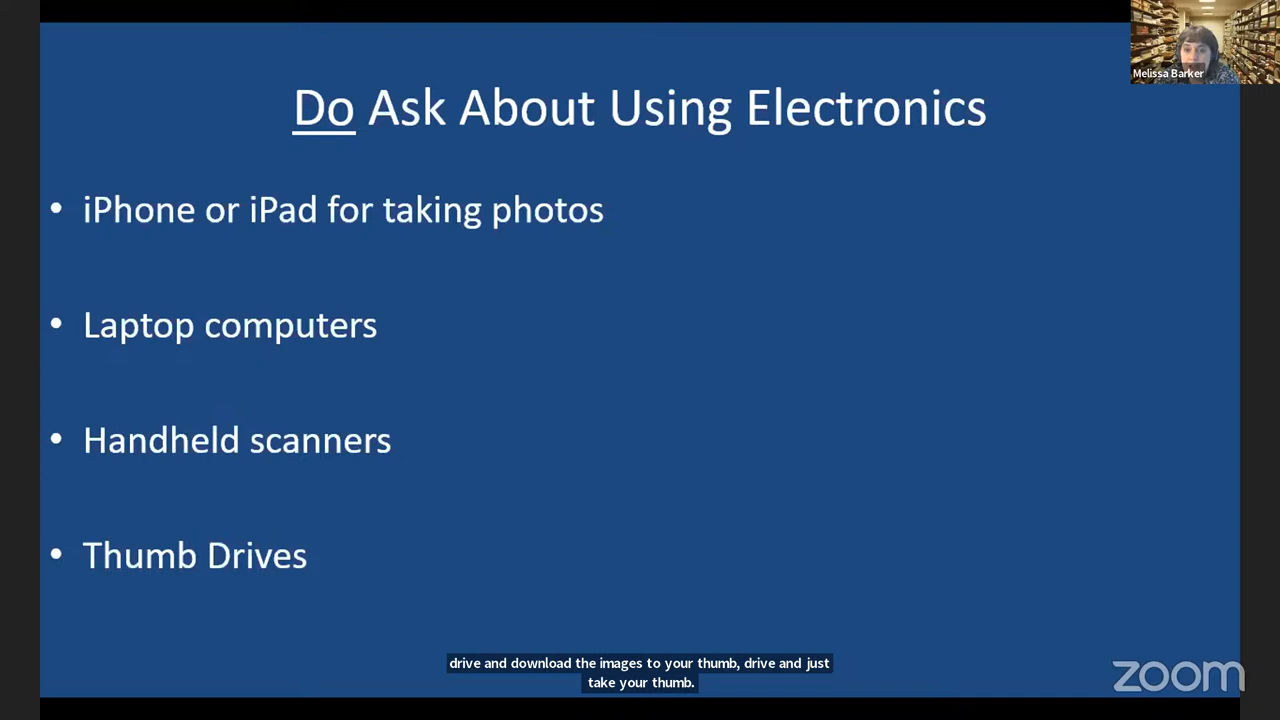 Melissa Barker
Do Ask About Using Electronics
• iPhone or iPad for taking photos
• Laptop computers
• Handheld scanners
• Thumb Drives
drive and download the images to your thumb, drive and just
take your thumb.
zoom